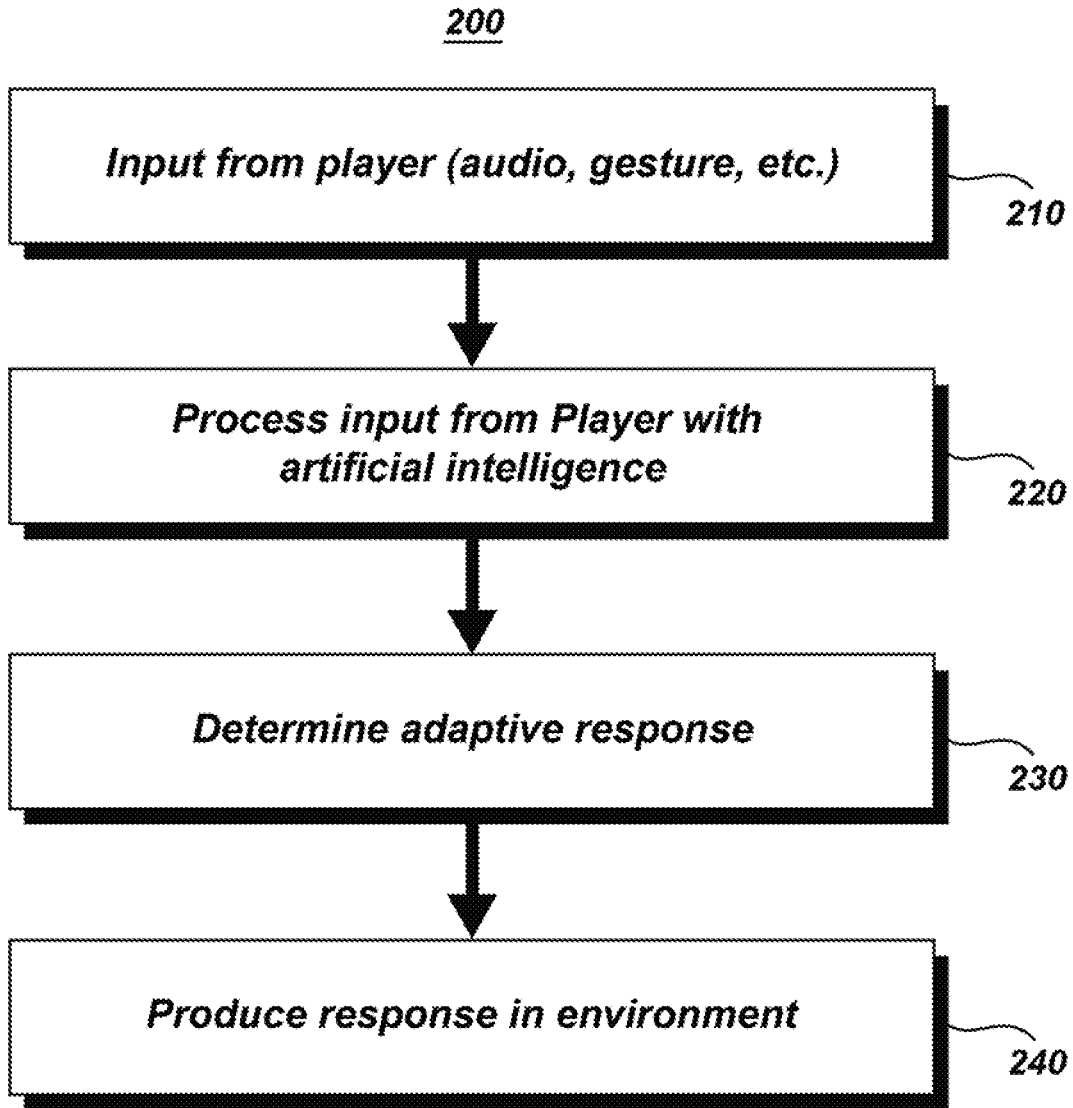 200
Input from player (audio, gesture, etc.)
210
Process input from Player with
artificial intelligence
220
Determine adaptive response
230
Produce response in environment
240